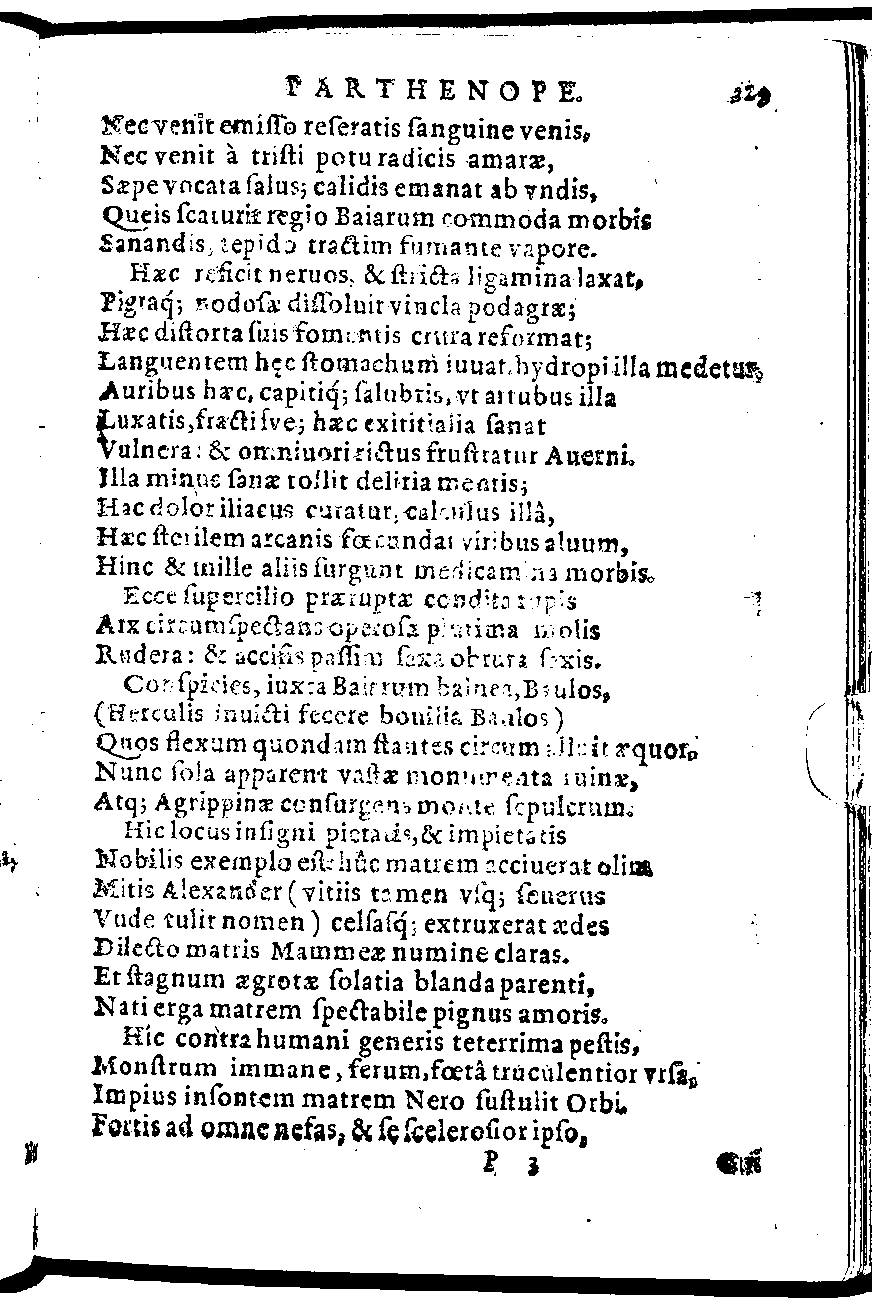 PARTHENOPE. 329
Nec venit emiſſo reſeratis ſanguine venis,
Nec venit à triſti potu radicis amaræ,
Sæpe vocata ſalus; calidis emanat ab vndis,
Queis ſcaturit regio Baiarum commoda morbis
Sanandis, tepido tractim fumante vapore.
Hæc reficit neruos, & ſtricta ligamina laxat,
Pigraq́; nodoſæ diſſoluit vincla podagræ;
Hæc diſtorta ſuis fomentis crura reformat;
Languentem hęc ſtomachum iuuat, hydropi illa medetur,
Auribus hæc, capitiq́; ſalubris, vt artubus illa
Luxatis, fractiſve; hæc exititialia ſanat
Vulnera: & omniuori rictus fruſtratur Auerni.
Illa minus ſanæ tollit deliria mentis;
Hac dolor iliacus curatur, calculus illâ,
Hæc ſterilem arcanis fœcundat viribus aluum,
Hinc & mille aliis ſurgunt medicamina morbis.
Ecce ſupercilio præruptæ condita rupis
Arx circumſpectans operoſa plurima molis
Rudera: & acciſis paſſim ſaxa obruta ſaxis.
Conſpicies, iuxta Baiarum balnea, Baulos,
(Herculis inuicti fecere bouilia Baulos)
Quos flexum quondam ſtantes circum alluit æquor,
Nunc ſola apparent vaſtæ monumenta ruinæ,
Atq; Agrippinæ conſurgens monte ſepulcrum.
Hic locus inſigni pietatis, & impietatis
Nobilis exemplo eſt: hûc matrem acciuerat olim
Mitis Alexander (vitiis tamen vſq; ſeuerus
Vnde tulit nomen) celſaſq́; extruxerat ædes
Dilecto matris Mammeæ numine claras.
Et ſtagnum ægrotæ ſolatia blanda parenti,
Nati erga matrem ſpectabile pignus amoris.
Hîc contra humani generis teterrima peſtis,
Monſtrum immane, ferum, fœtâ truculentior vrſa,
Impius inſontem matrem Nero ſuſtulit Orbi.
Fortis ad omne nefas, & ſę ſceleroſior ipſo,
P 3